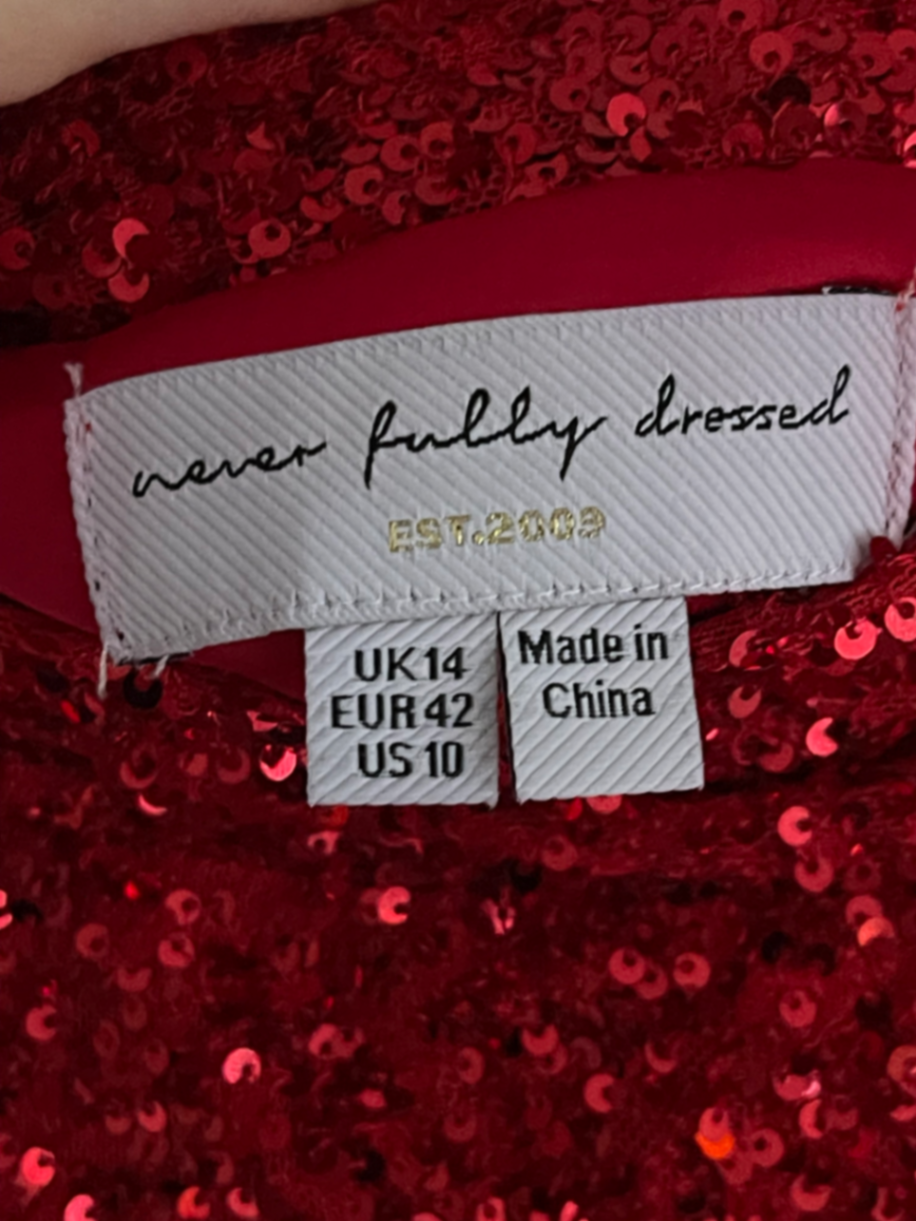 never fully dressed
EST.2009
UK14
EUR42
US10
Made in
China